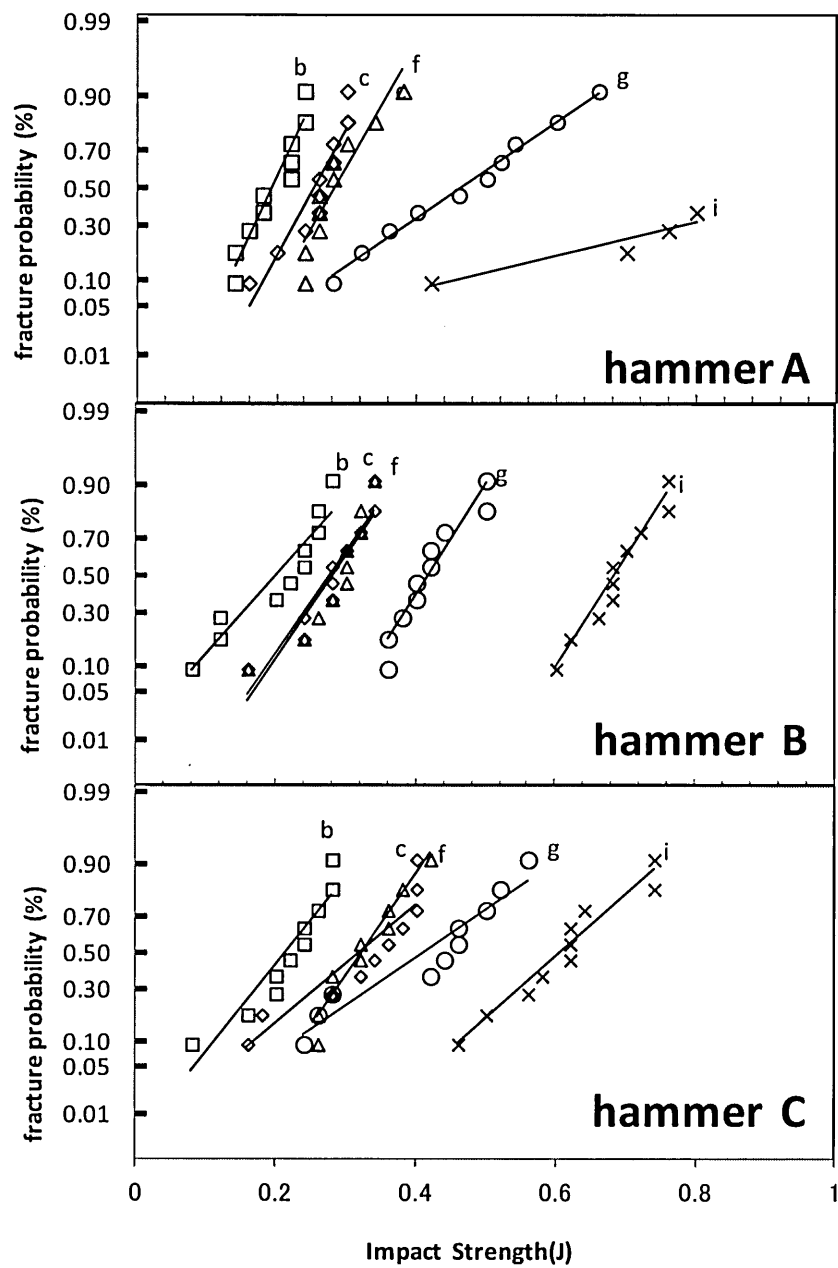 fracture probability (%)
0.99
0.90
0.70
0.50
0.30
0.10
0.05
0.01
b
c
f
g
i
hammer A
fracture probability (%)
0.99
0.90
0.70
0.50
0.30
0.10
0.05
0.01
b
c
f
g
i
hammer B
fracture probability (%)
0.99
0.90
0.70
0.50
0.30
0.10
0.05
0.01
b
c
f
g
i
hammer C
0 0.2 0.4 0.6 0.8 1
Impact Strength(J)